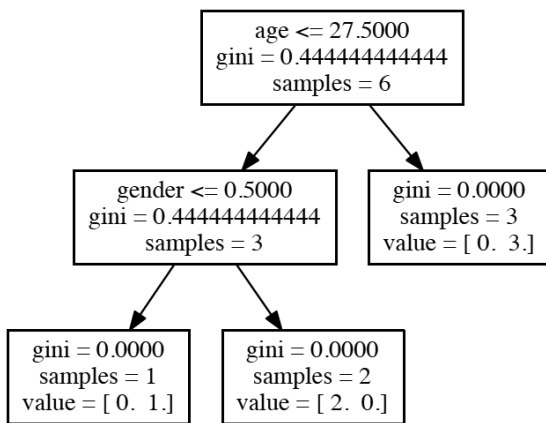 age <= 27.5000
gini = 0.444444444444
samples = 6
gender <= 0.5000
gini = 0.444444444444
samples = 3
gini = 0.0000
samples = 3
value = [ 0.  3.]
gini = 0.0000
samples = 1
value = [ 0.  1.]
gini = 0.0000
samples = 2
value = [ 2.  0.]